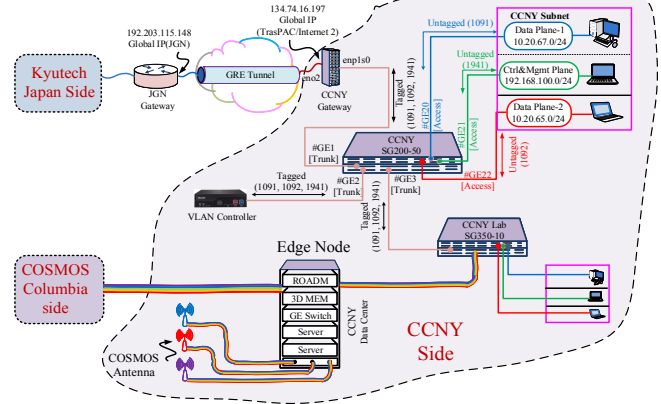 134.74.16.197
Global IP
(TrasPAC/Internet 2)
192.203.115.148
Global IP(JGN)
Kyutech
Japan Side
JGN
Gateway
GRE Tunnel
eno2
enp1s0
CCNY
Gateway
Untagged (1091)
Untagged
(1941)
CCNY Subnet
Data Plane-1
10.20.67.0/24
Ctrl&Mgmt Plane
192.168.100.0/24
Data Plane-2
10.20.65.0/24
Tagged
(1091, 1092, 1941)
#GE20
[Access]
#GE21
[Access]
Untagged
(1092)
#GE1
[Trunk]
CCNY
SG200-50
#GE22
[Access]
#GE2
[Trunk]
#GE3
[Trunk]
Tagged
(1091, 1092, 1941)
VLAN Controller
Tagged
(1091, 1092, 1941)
CCNY Lab
SG350-10
Edge Node
COSMOS
Columbia
side
ROADM
3D MEM
GE Switch
Server
Server
CCNY
Data Center
COSMOS
Antenna
CCNY
Side